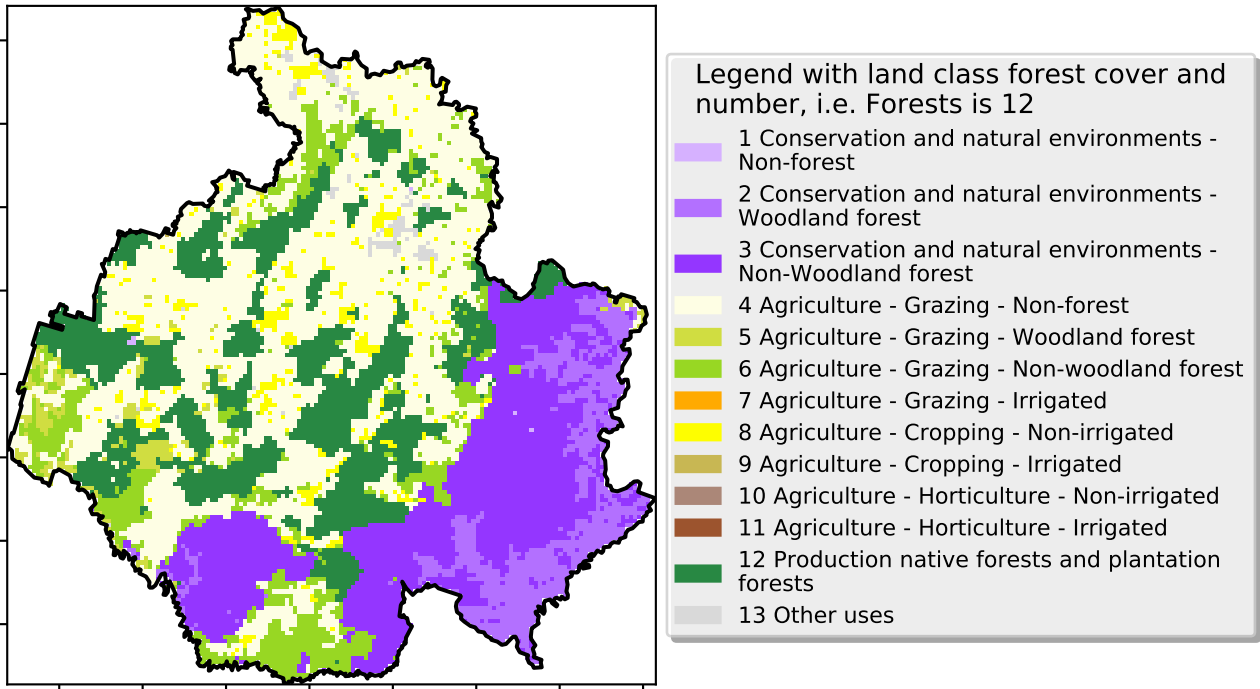 Legend with land class forest cover and
number, i.e. Forests is 12
1 Conservation and natural environments -
Non-forest
2 Conservation and natural environments -
Woodland forest
3 Conservation and natural environments -
Non-Woodland forest
4 Agriculture - Grazing - Non-forest
5 Agriculture - Grazing - Woodland forest
6 Agriculture - Grazing - Non-woodland forest
7 Agriculture - Grazing - Irrigated
8 Agriculture - Cropping - Non-irrigated
9 Agriculture - Cropping - Irrigated
10 Agriculture - Horticulture - Non-irrigated
11 Agriculture - Horticulture - Irrigated
12 Production native forests and plantation
forests
13 Other uses